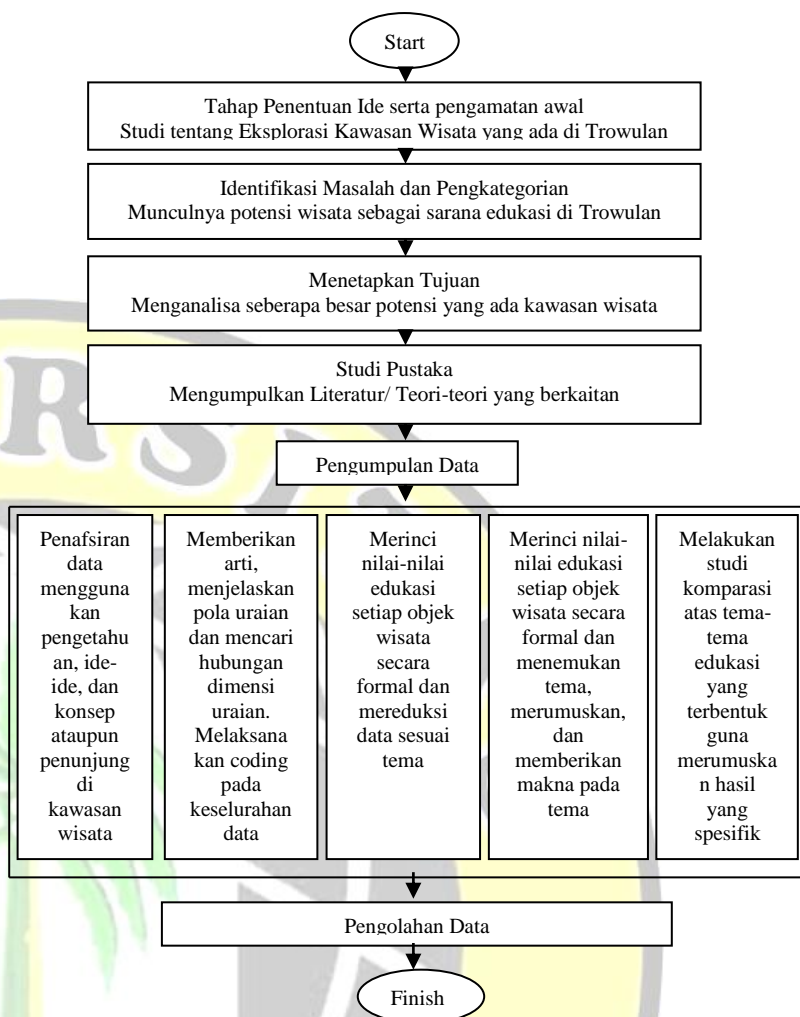 Start
Tahap Penentuan Ide serta pengamatan awal
Studi tentang Eksplorasi Kawasan Wisata yang ada di Trowulan
Identifikasi Masalah dan Pengkategorian
Munculnya potensi wisata sebagai sarana edukasi di Trowulan
Menetapkan Tujuan
Menganalisa seberapa besar potensi yang ada kawasan wisata
Studi Pustaka
Mengumpulkan Literatur/ Teori-teori yang berkaitan
Pengumpulan Data
Penafsiran
data
mengguna
kan
pengetahu
an, ide-
ide, dan
konsep
ataupun
penunjung
di
kawasan
wisata
Memberikan
arti,
menjelaskan
pola uraian
dan mencari
hubungan
dimensi
uraian.
Melaksana
kan coding
pada
keselurahan
data
Merinci
nilai-nilai
edukasi
setiap objek
wisata
secara
formal dan
mereduksi
data sesuai
tema
Merinci nilai-
nilai edukasi
setiap objek
wisata secara
formal dan
menemukan
tema,
merumuskan,
dan
memberikan
makna pada
tema
Melakukan
studi
komparasi
atas tema-
tema
edukasi
yang
terbentuk
guna
merumuska
n hasil
yang
spesifik
Pengolahan Data
Finish